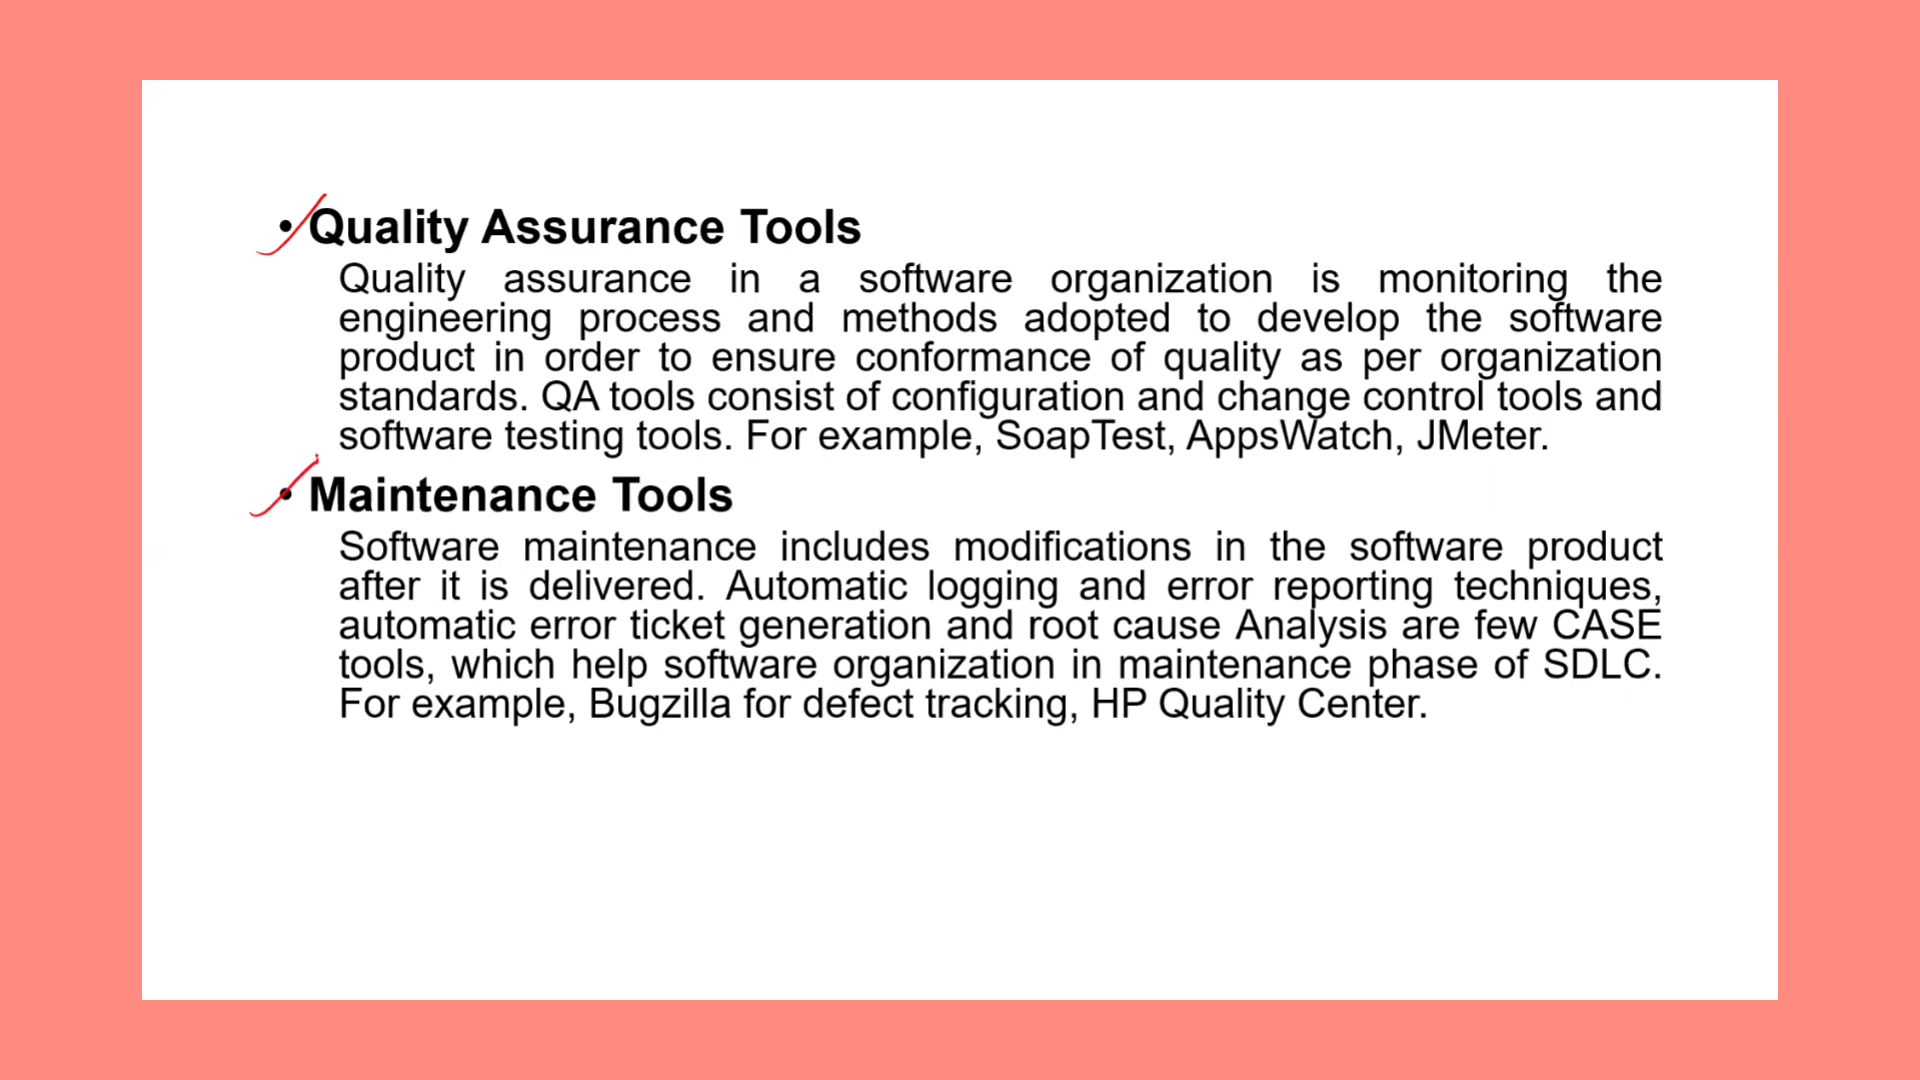 • Quality Assurance Tools
Quality assurance in a software organization is monitoring the
engineering process and methods adopted to develop the software
product in order to ensure conformance of quality as per organization
standards. QA tools consist of configuration and change control tools and
software testing tools. For example, SoapTest, AppsWatch, JMeter.
• Maintenance Tools
Software maintenance includes modifications in the software product
after it is delivered. Automatic logging and error reporting techniques,
automatic error ticket generation and root cause Analysis are few CASE
tools, which help software organization in maintenance phase of SDLC.
For example, Bugzilla for defect tracking, HP Quality Center.